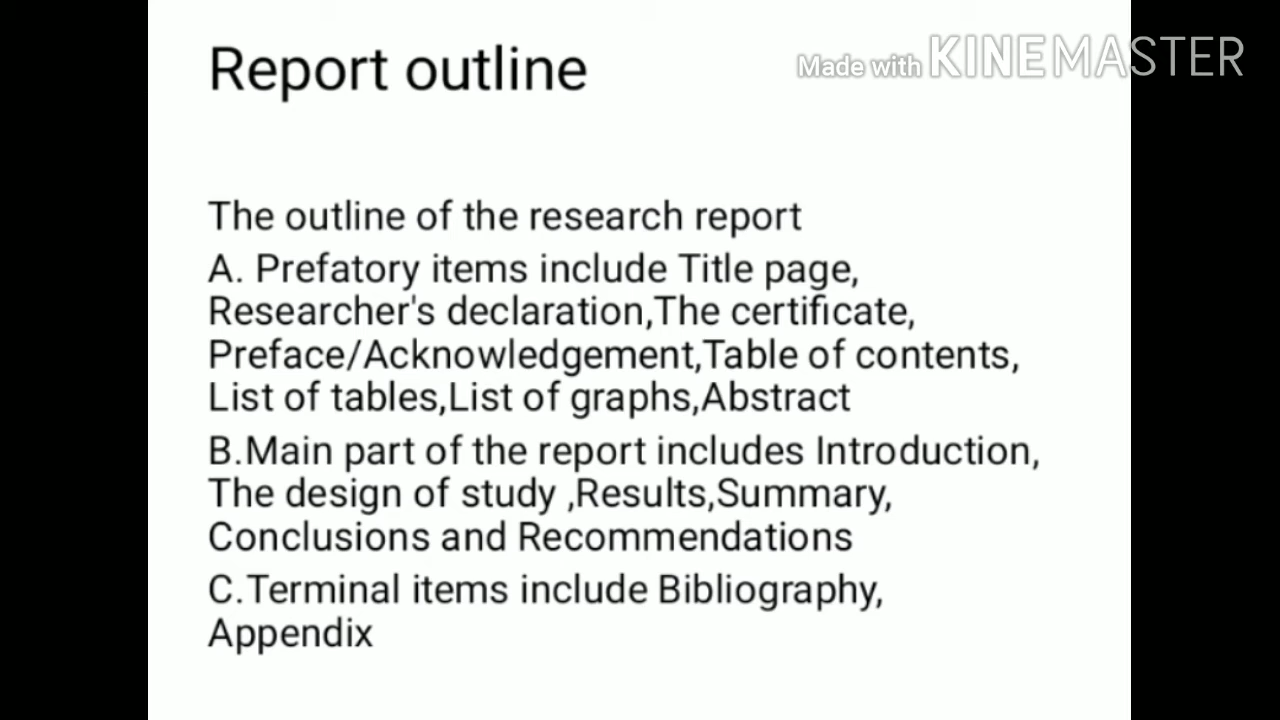 Report outline
Made with KINEMASTER
The outline of the research report
A. Prefatory items include Title page,
Researcher's declaration,The certificate,
Preface/Acknowledgement,Table of contents,
List of tables,List of graphs,Abstract
B.Main part of the report includes Introduction,
The design of study ,Results,Summary,
Conclusions and Recommendations
C.Terminal items include Bibliography,
Appendix